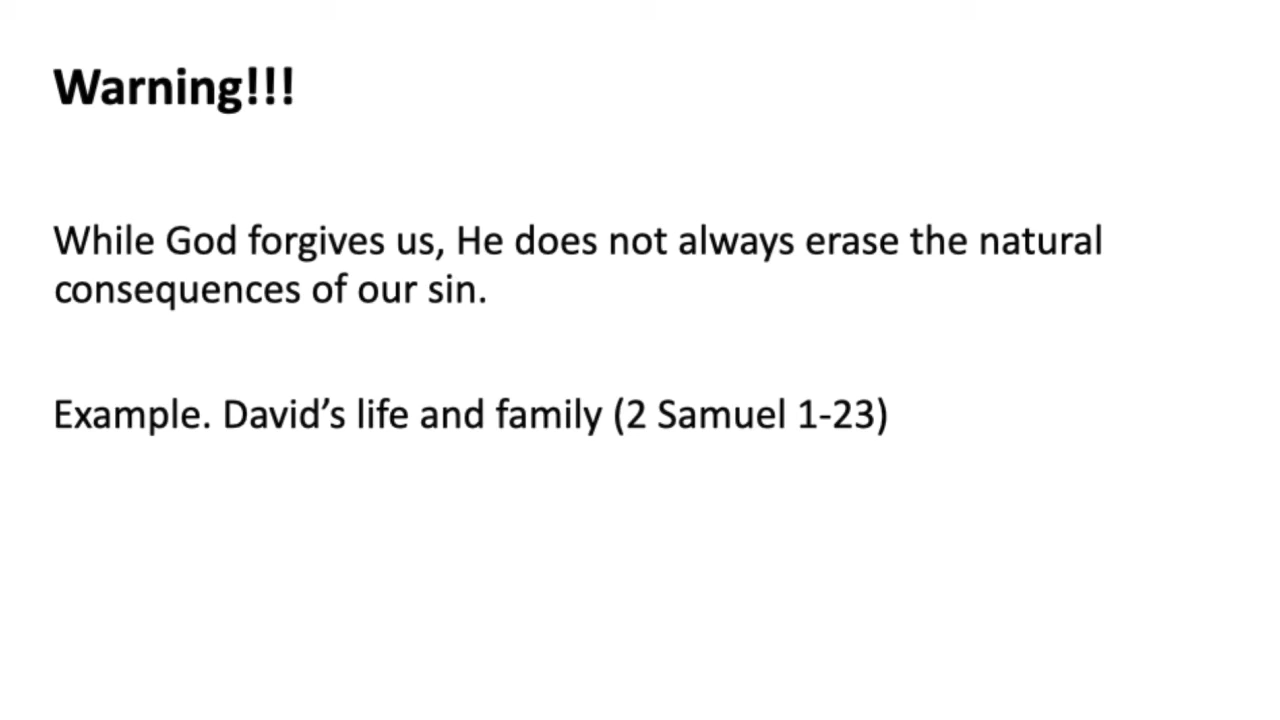 Warning!!!
While God forgives us, He does not always erase the natural
consequences of our sin.
Example. David’s life and family (2 Samuel 1-23)